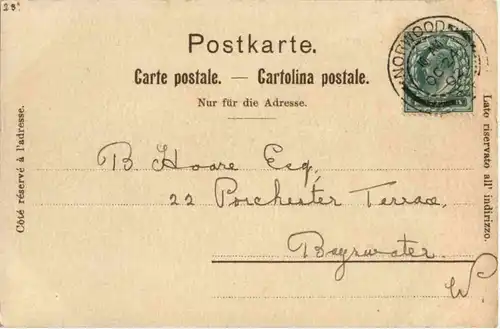 23.
Postkarte.
Carte postale. — Cartolina postale.
Nur für die Adresse.
Côté réservé à l'adresse.
Lato riservato all' indirizzo.
NORWOOD
B Hoare Esq,
22 Porchester Terrace
Bayswater
W.